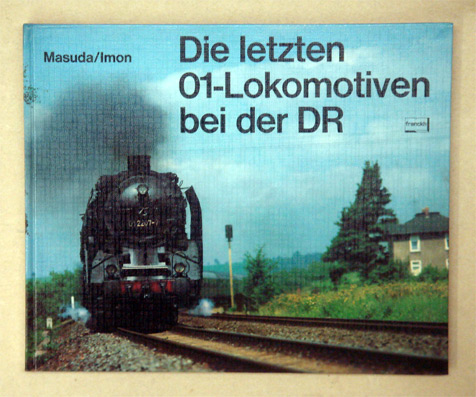 Masuda/Imon
Die letzten
01-Lokomotiven
bei der DR
franckh